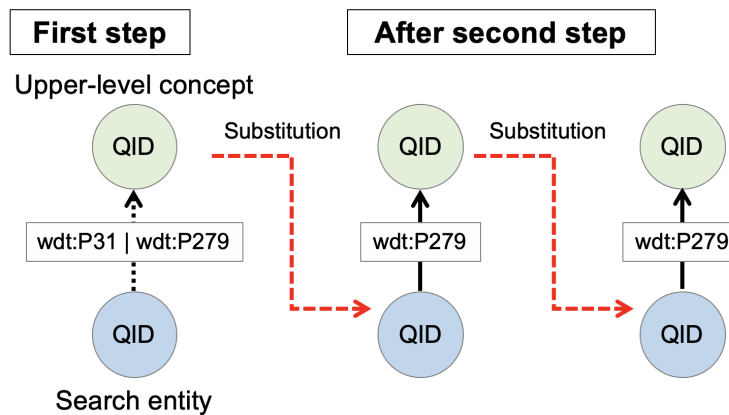 First step
After second step
Upper-level concept
QID
Substitution
QID
Substitution
QID
wdt:P31 | wdt:P279
wdt:P279
wdt:P279
QID
QID
QID
Search entity